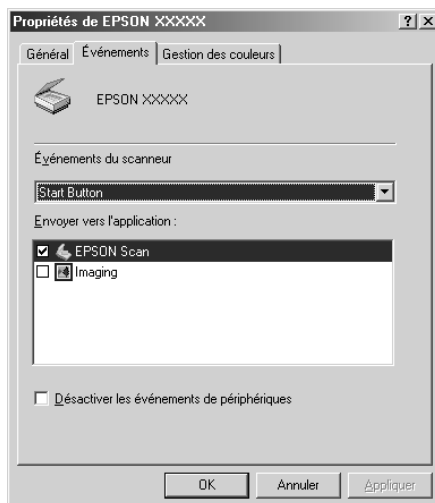 Propriétés de EPSON XXXXX
Général Événements Gestion des couleurs
EPSON XXXXX
Événements du scanneur
Start Button
Envoyer vers l'application :
EPSON Scan
Imaging
Désactiver les événements de périphériques
OK Annuler Appliquer